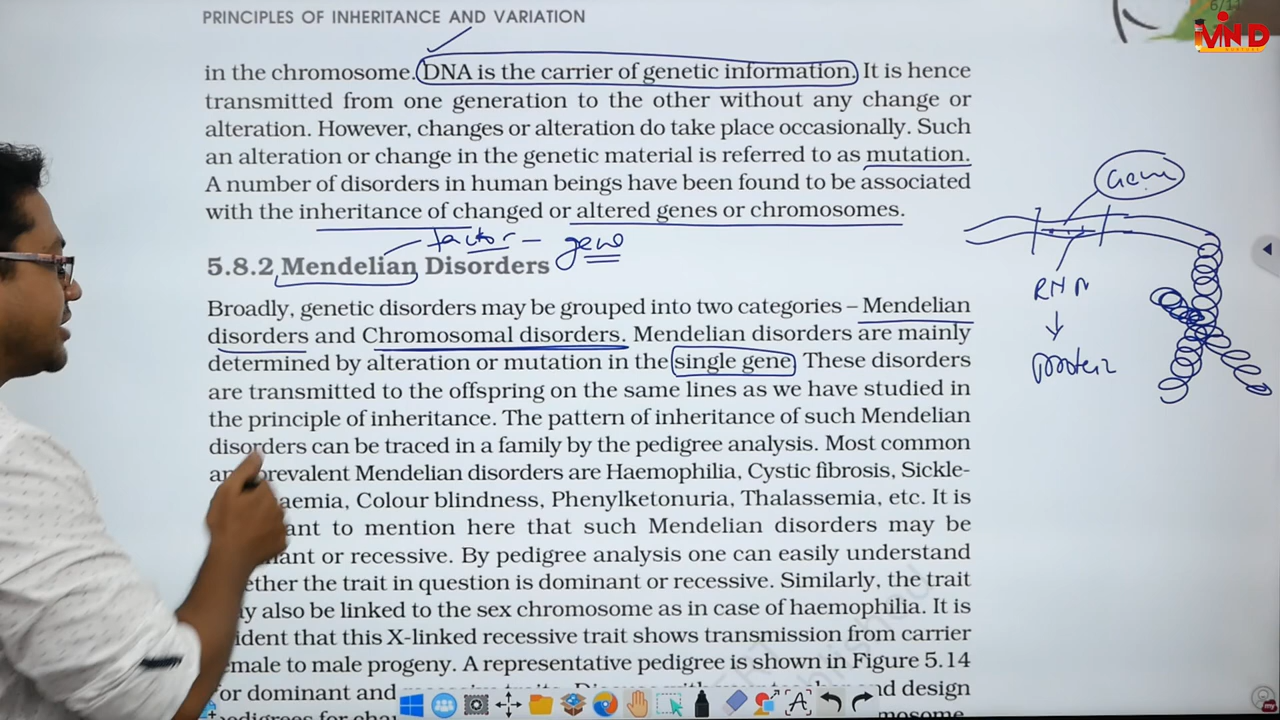 PRINCIPLES OF INHERITANCE AND VARIATION
6/11
MIND
in the chromosome. DNA is the carrier of genetic information. It is hence
transmitted from one generation to the other without any change or
alteration. However, changes or alteration do take place occasionally. Such
an alteration or change in the genetic material is referred to as mutation.
A number of disorders in human beings have been found to be associated
with the inheritance of changed or altered genes or chromosomes.
factor - gene
5.8.2 Mendelian Disorders
Broadly, genetic disorders may be grouped into two categories – Mendelian
disorders and Chromosomal disorders. Mendelian disorders are mainly
determined by alteration or mutation in the single gene. These disorders
are transmitted to the offspring on the same lines as we have studied in
the principle of inheritance. The pattern of inheritance of such Mendelian
disorders can be traced in a family by the pedigree analysis. Most common
prevalent Mendelian disorders are Haemophilia, Cystic fibrosis, Sickle-
aemia, Colour blindness, Phenylketonuria, Thalassemia, etc. It is
ant to mention here that such Mendelian disorders may be
ant or recessive. By pedigree analysis one can easily understand
ether the trait in question is dominant or recessive. Similarly, the trait
y also be linked to the sex chromosome as in case of haemophilia. It is
ident that this X-linked recessive trait shows transmission from carrier
emale to male progeny. A representative pedigree is shown in Figure 5.14
or dominant and nd design
Gene
RNA
protein